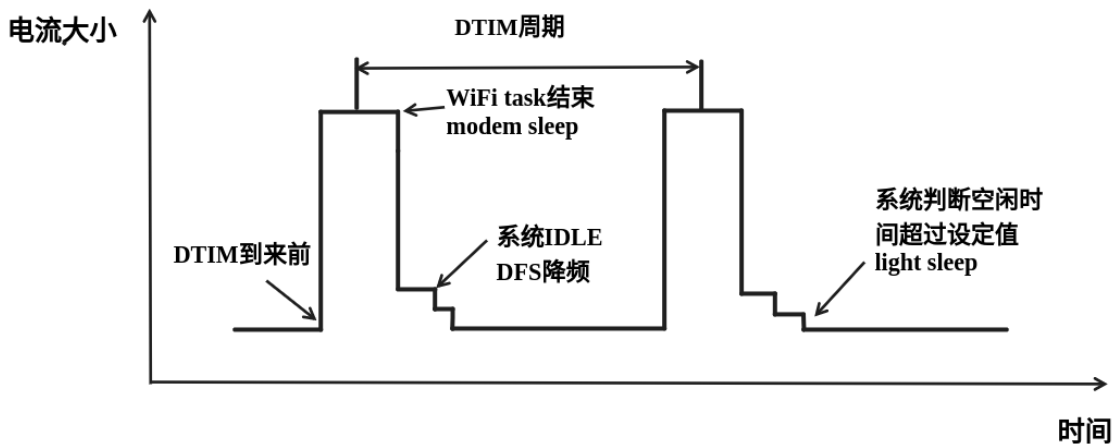 电流大小
DTIM周期
WiFi task结束
modem sleep
DTIM到来前
系统IDLE
DFS降频
系统判断空闲时
间超过设定值
light sleep
时间